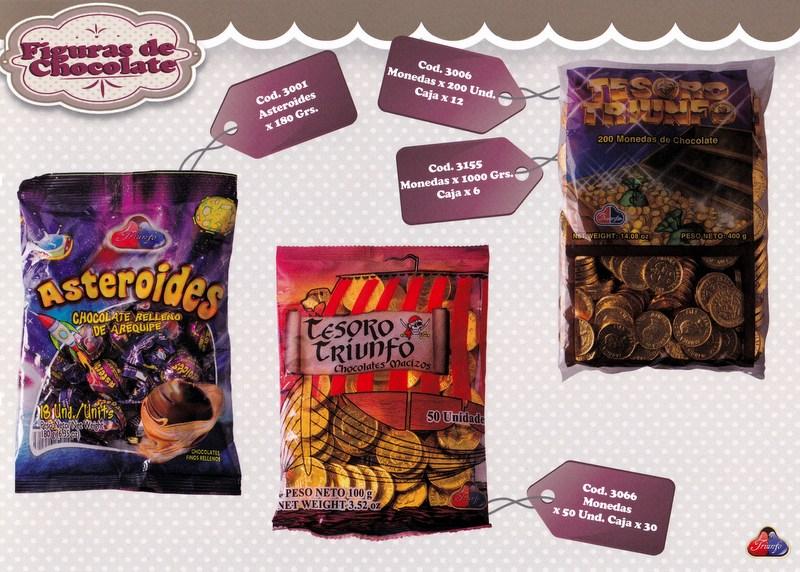 Figuras de
Chocolate
Cod. 3001
Asteroides
x 180 Grs.
Cod. 3006
Monedas x 200 Und.
Caja x 12
Cod. 3155
Monedas x 1000 Grs.
Caja x 6
TESORO
TRIUNFO
200 Monedas de Chocolate
Triunfo
NET WEIGHT: 14.08 oz
PESO NETO: 400 g
Triunfo
Asteroides
CHOCOLATE RELLENO
DE AREQUIPE
18 Und./Units
CHOCOLATES
FINOS RELLENOS
TESORO
TRIUNFO
Chocolates Macizos
50 Unidade
PESO NETO 100 g
NET WEIGHT 3.52 oz
Cod. 3066
Monedas
x 50 Und. Caja x 30
Triunfo